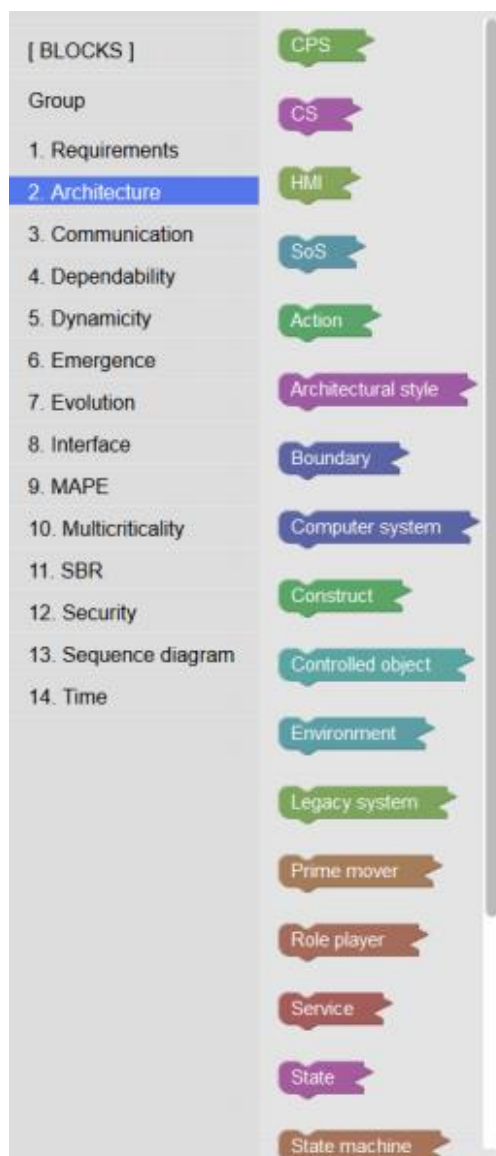 [ BLOCKS ]
Group
1. Requirements
2. Architecture
3. Communication
4. Dependability
5. Dynamicity
6. Emergence
7. Evolution
8. Interface
9. MAPE
10. Multicriticality
11. SBR
12. Security
13. Sequence diagram
14. Time
CPS
CS
HMI
SoS
Action
Architectural style
Boundary
Computer system
Construct
Controlled object
Environment
Legacy system
Prime mover
Role player
Service
State
State machine